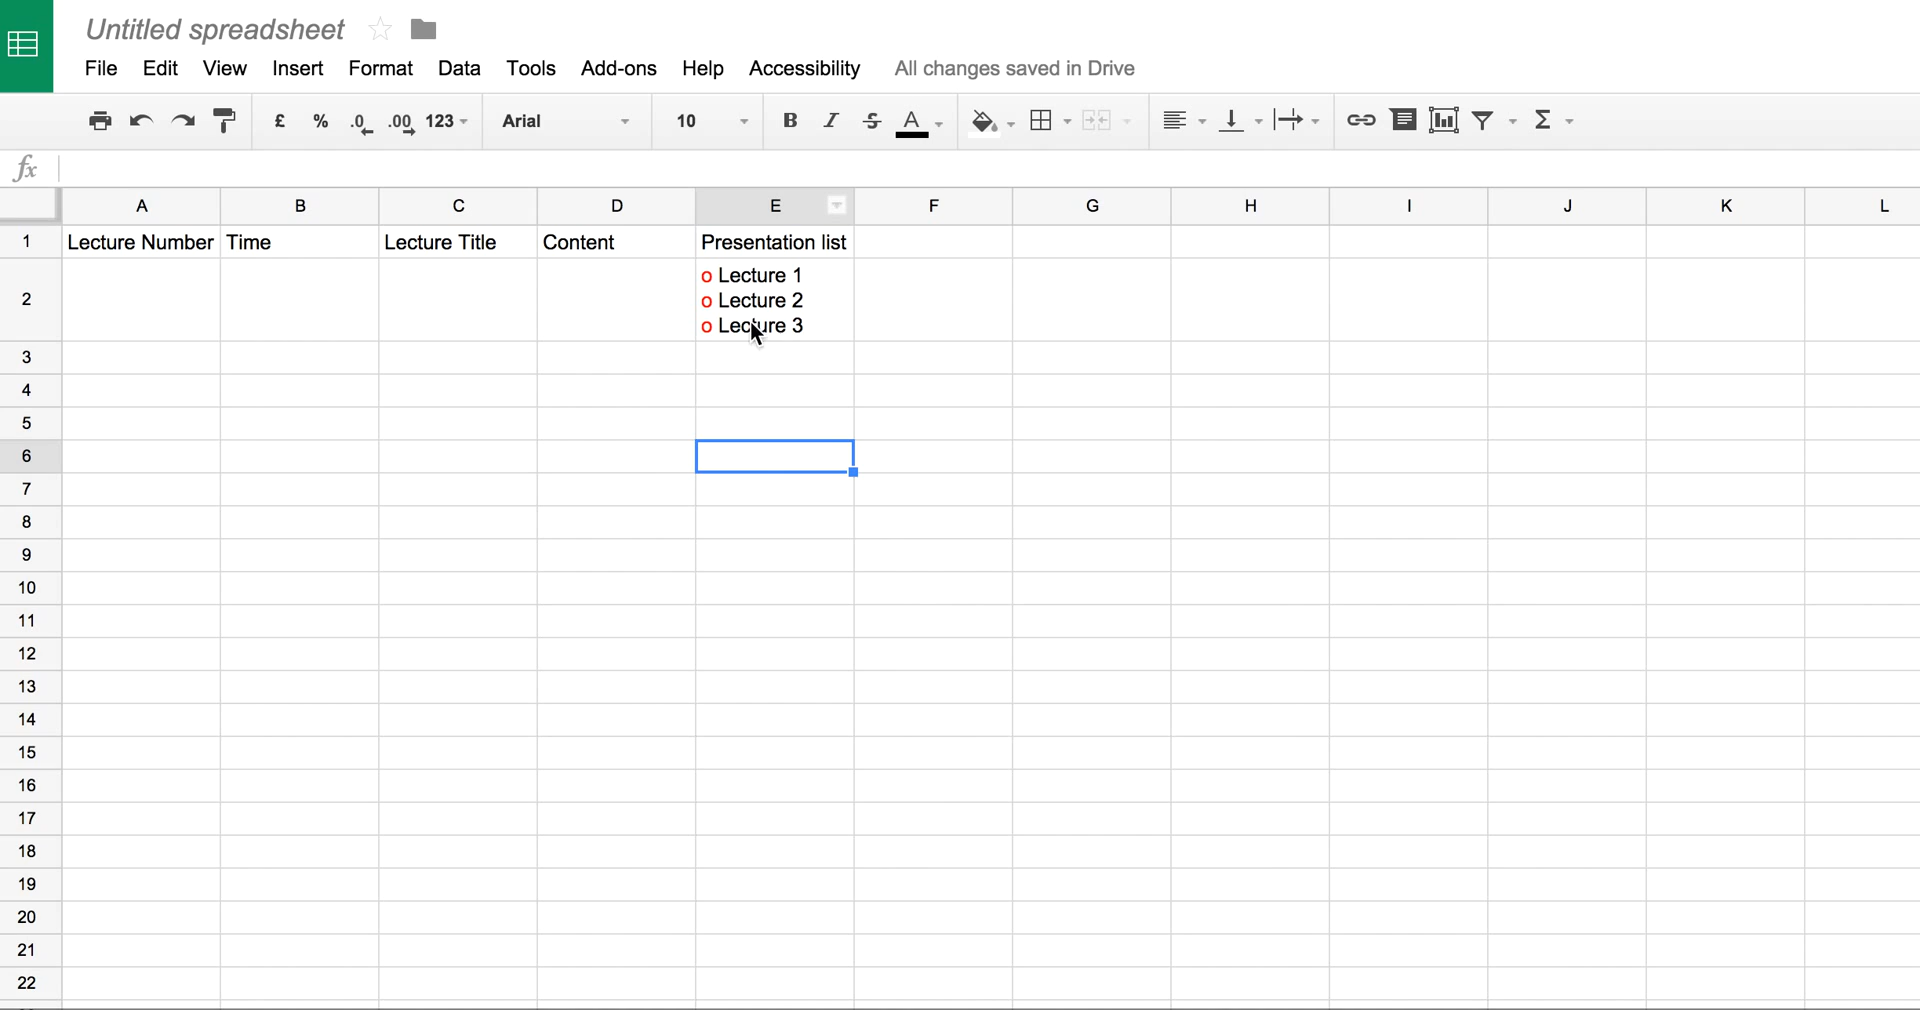 Untitled spreadsheet
File Edit View Insert Format Data Tools Add-ons Help Accessibility All changes saved in Drive
£ % .0 .00 123 Arial 10 B I S A Σ
fx
A B C D E F G H I J K L
1 Lecture Number Time Lecture Title Content Presentation list
2 o Lecture 1
o Lecture 2
o Lecture 3
3
4
5
6
7
8
9
10
11
12
13
14
15
16
17
18
19
20
21
22